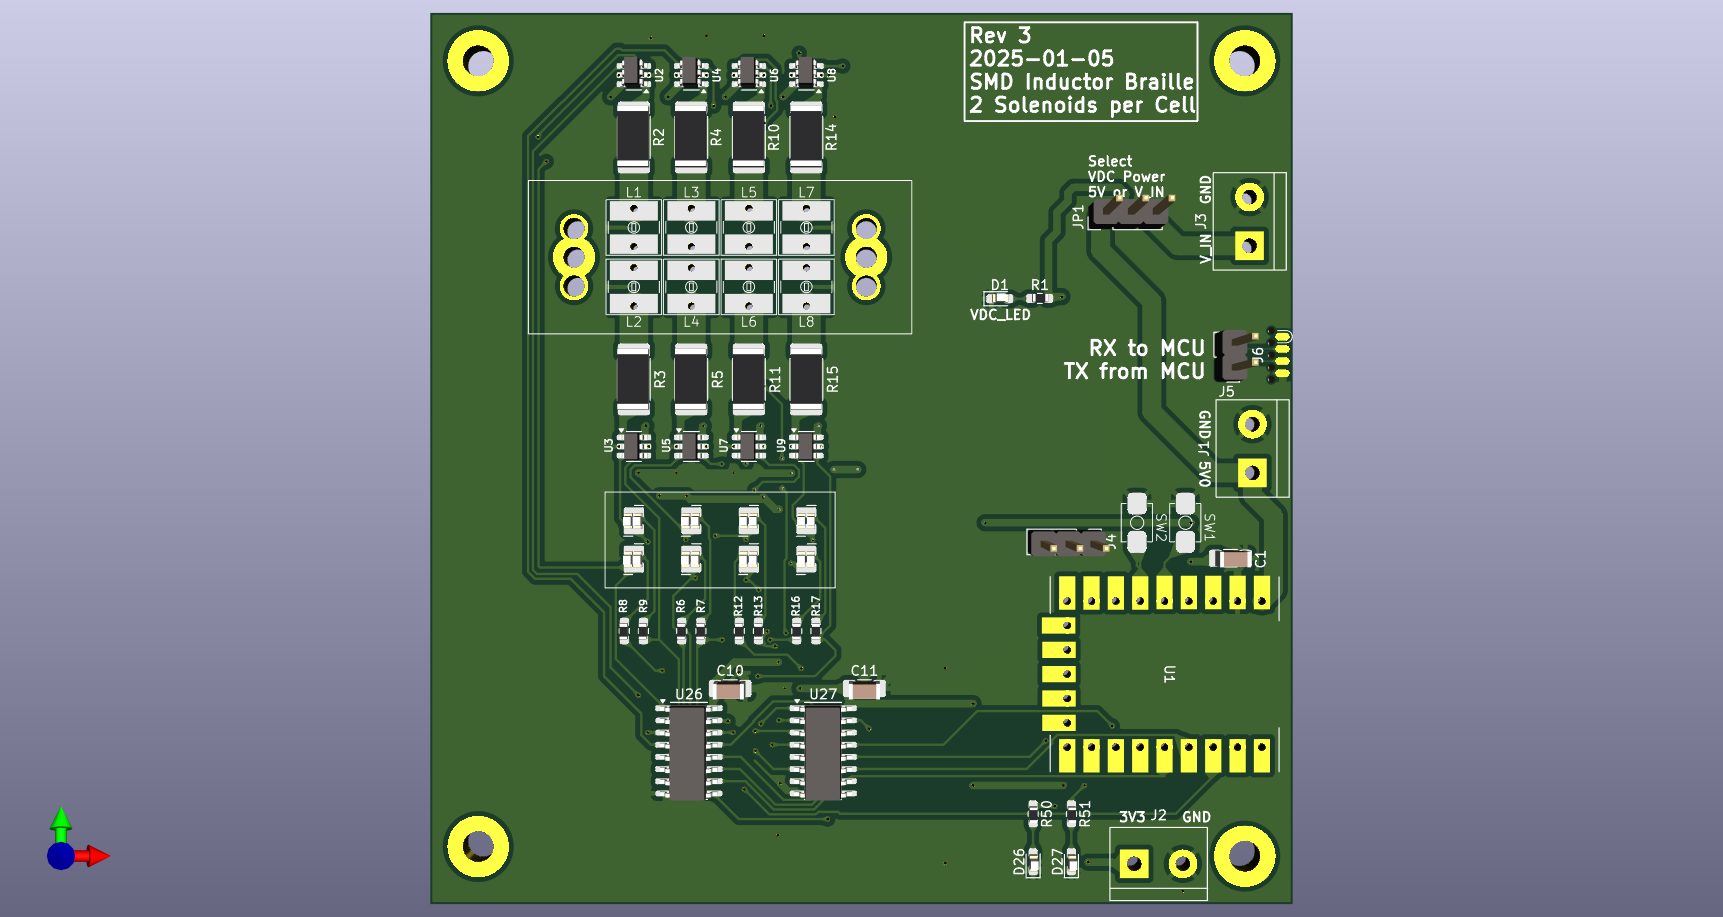 Rev 3
2025-01-05
SMD Inductor Braille
2 Solenoids per Cell
U2
U4
U6
U8
R2
R4
R10
R14
Select
VDC Power
5V or V_IN
JP1
GND
J3
V_IN
L1
L3
L5
L7
L2
L4
L6
L8
D1
R1
VDC_LED
RX to MCU
TX from MCU
J6
J5
R3
R5
R11
R15
GND
J1
5V0
U3
U5
U7
U9
SW2
SW1
J4
C1
R8
R9
R6
R7
R12
R13
R16
R17
C10
C11
U26
U27
U1
R50
R51
3V3
J2
GND
D26
D27